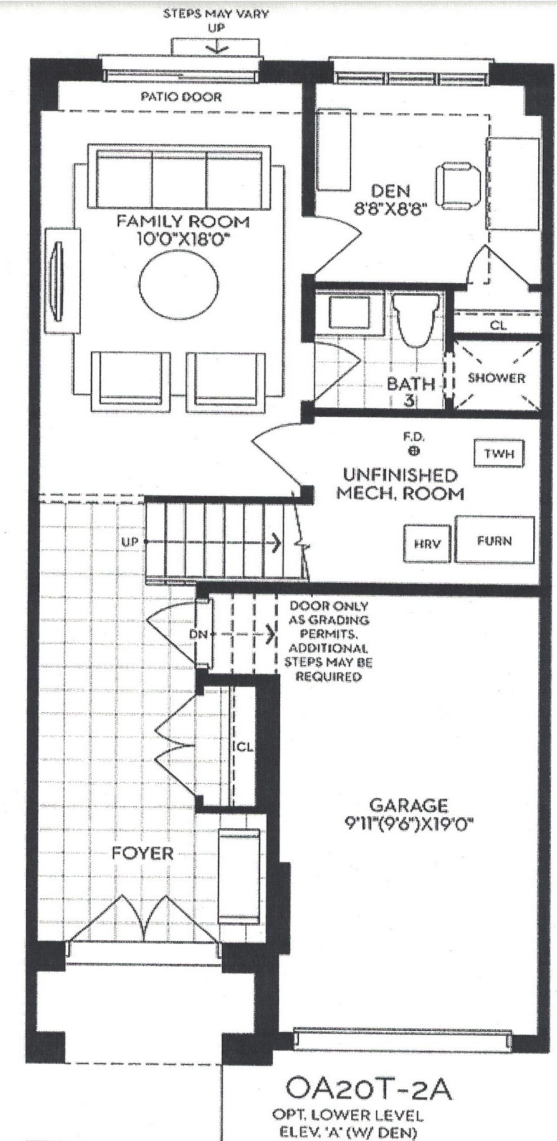 STEPS MAY VARY
UP
PATIO DOOR
DEN
8'8"X8'8"
FAMILY ROOM
10'0"X18'0"
CL
BATH
3
SHOWER
F.D.
TWH
UNFINISHED
MECH. ROOM
UP
HRV
FURN
DN
DOOR ONLY
AS GRADING
PERMITS.
ADDITIONAL
STEPS MAY BE
REQUIRED
CL
GARAGE
9'11"(9'6")X19'0"
FOYER
OA20T-2A
OPT. LOWER LEVEL
ELEV. 'A' (W/ DEN)